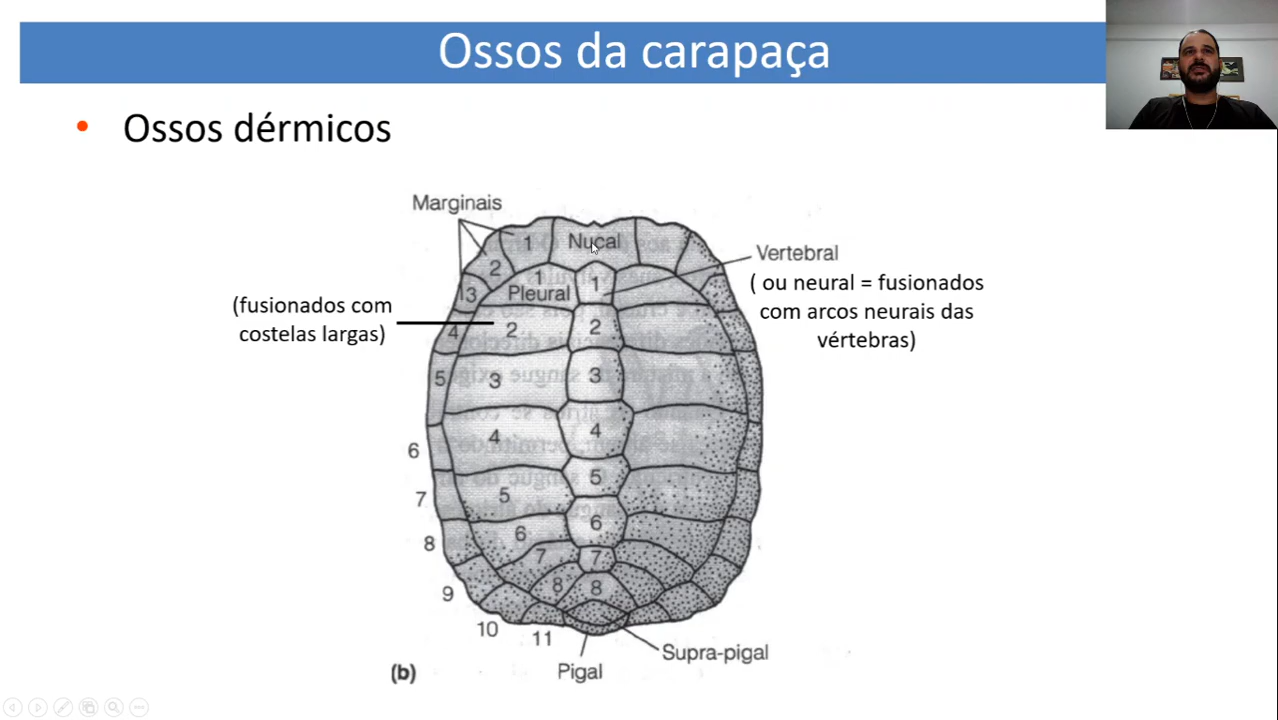 Ossos da carapaça
• Ossos dérmicos
Marginais
1
Nuçal
Vertebral
2
1
1
( ou neural = fusionados
13
Pleural
(fusionados com
com arcos neurais das
costelas largas)
4
2
2
vértebras)
5
3
3
4
4
6
5
5
7
6
6
8
7
7
8
8
9
10
11
Supra-pigal
Pigal
(b)